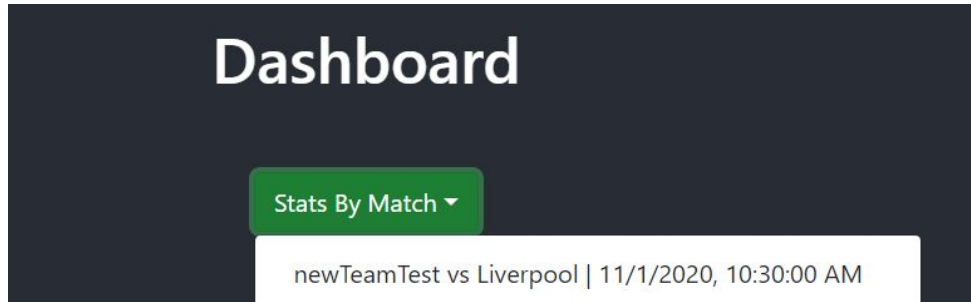 Dashboard
Stats By Match
newTeamTest vs Liverpool | 11/1/2020, 10:30:00 AM